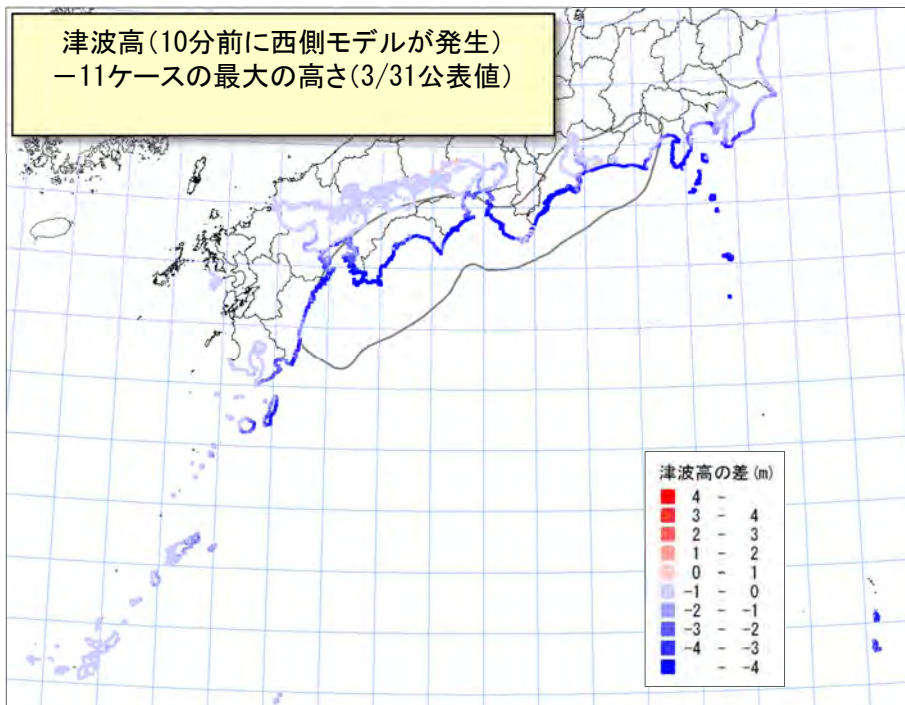 津波高(10分前に西側モデルが発生)
－11ケースの最大の高さ(3/31公表値)
津波高の差(m)
4 -
3 - 4
2 - 3
1 - 2
0 - 1
-1 - 0
-2 - -1
-3 - -2
-4 - -3
- -4